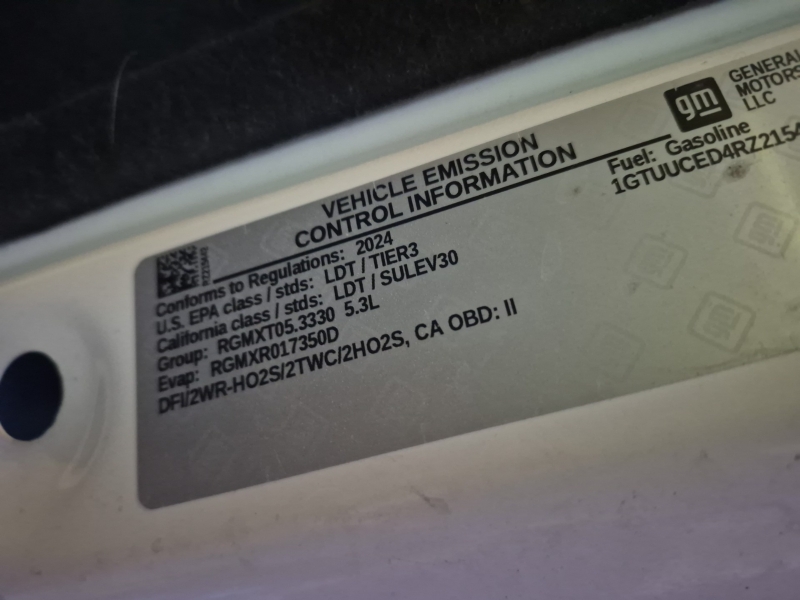 gm
GENERAL
MOTORS
LLC
VEHICLE EMISSION
CONTROL INFORMATION
Fuel: Gasoline
1GTUUCED4RZ2154
Conforms to Regulations: 2024
U.S. EPA class / stds: LDT / TIER3
California class / stds: LDT / SULEV30
Group: RGMXT05.3330 5.3L
Evap: RGMXR017350D
DFI/2WR-HO2S/2TWC/2HO2S, CA OBD: II